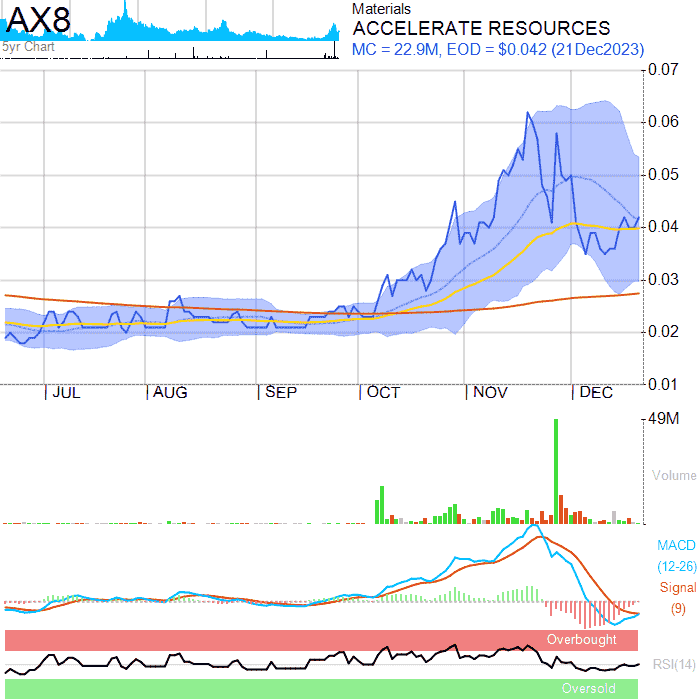 AX8
5yr Chart
Materials
ACCELERATE RESOURCES
MC = 22.9M, EOD = $0.042 (21Dec2023)
0.07
0.06
0.05
0.04
0.03
0.02
0.01
JUL AUG SEP OCT NOV DEC
49M
Volume
MACD
(12-26)
Signal
(9)
Overbought
RSI(14)
Oversold